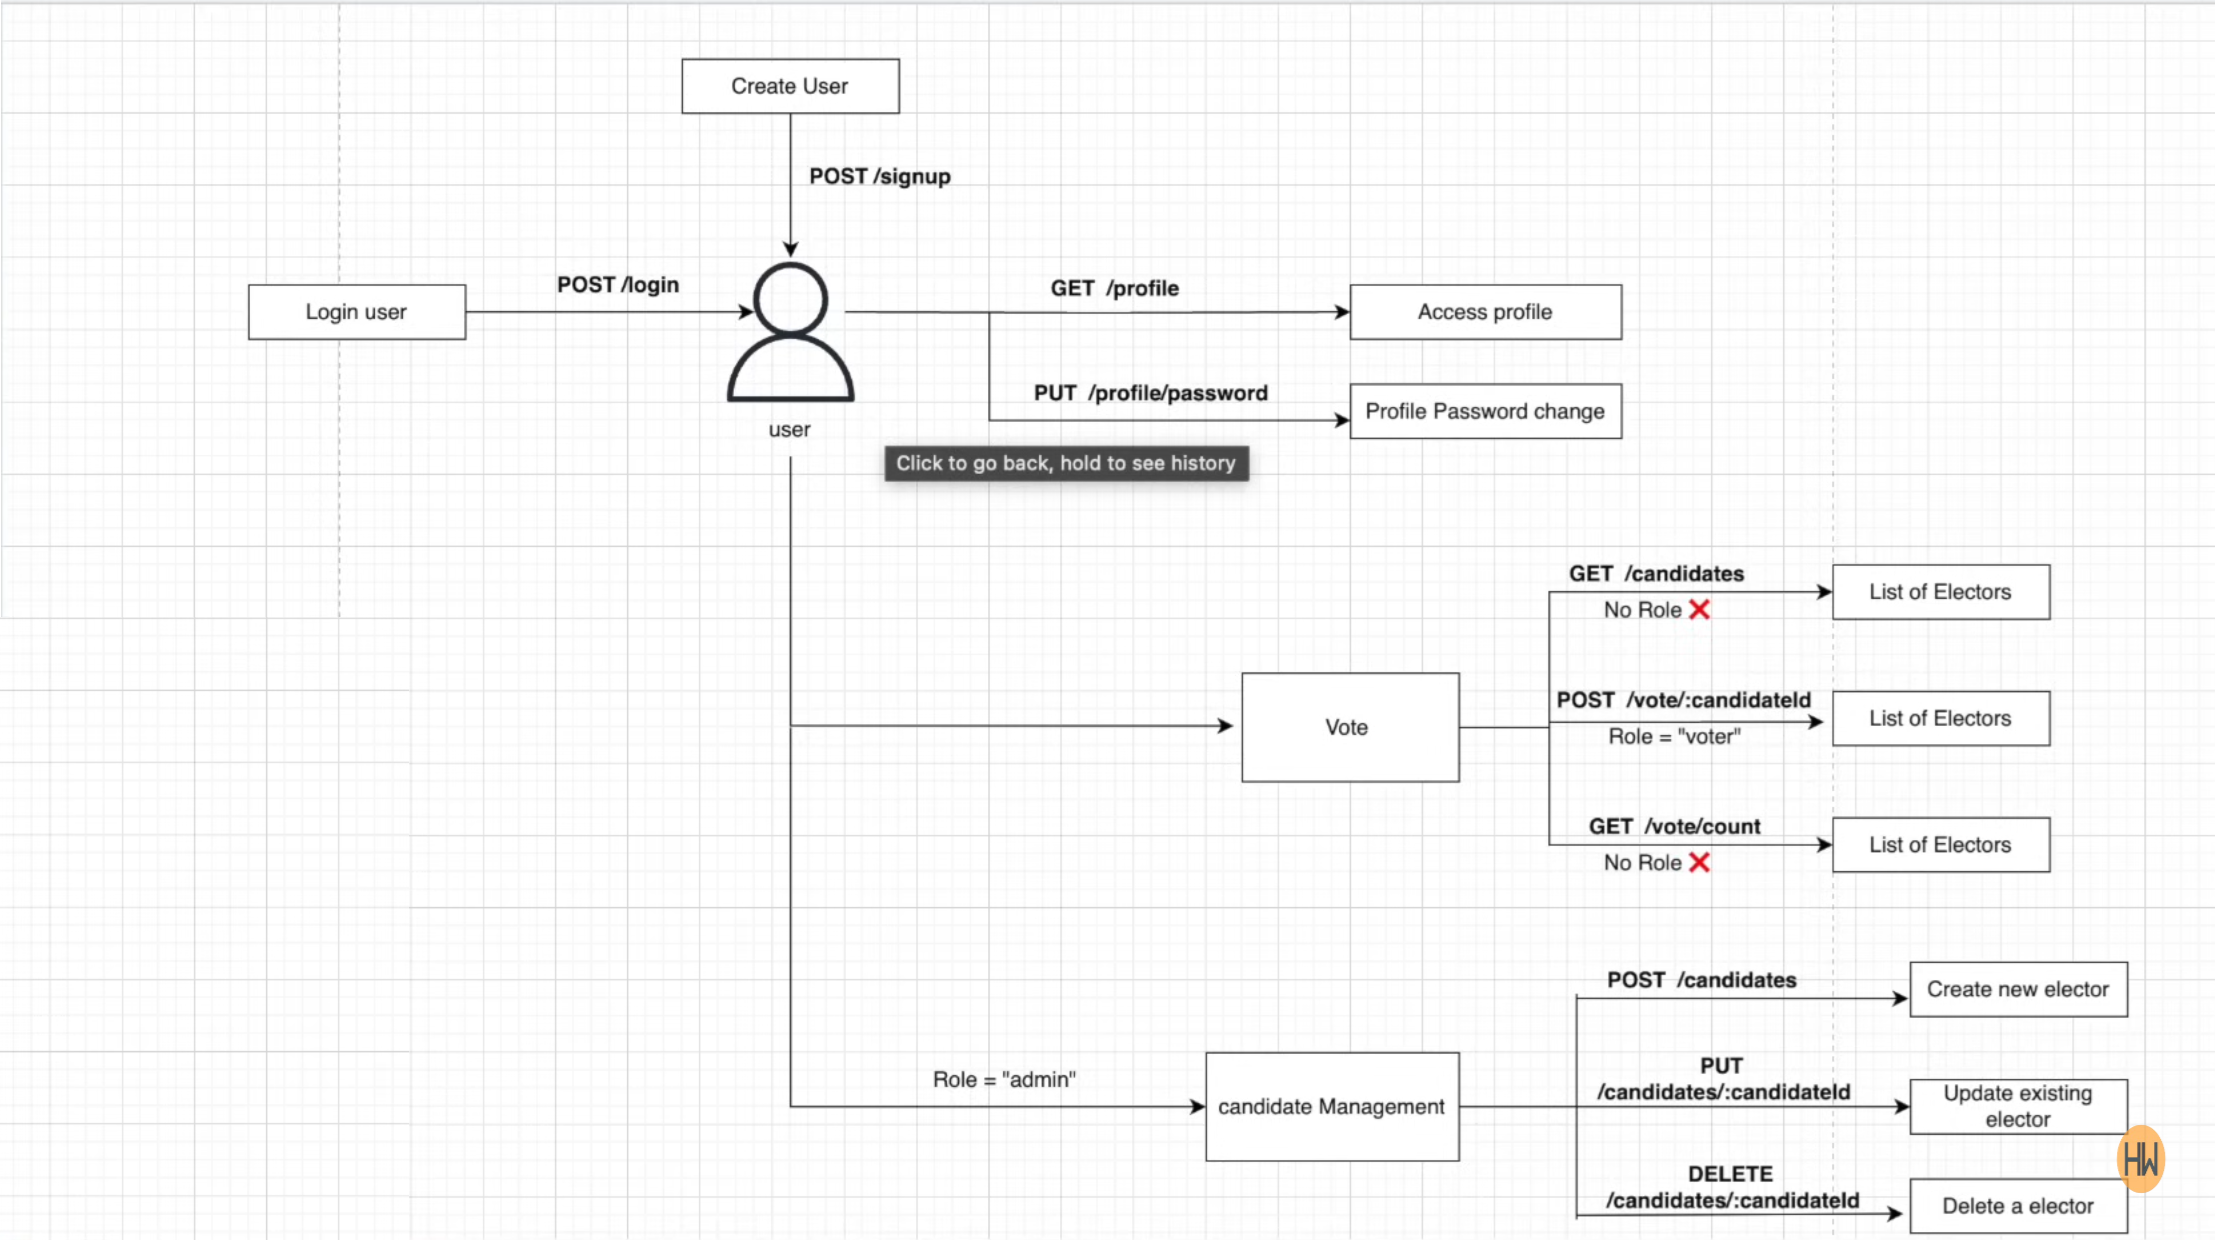 Create User
POST /signup
Login user
POST /login
GET /profile
Access profile
PUT /profile/password
Profile Password change
user
Click to go back, hold to see history
GET /candidates
No Role ❌
List of Electors
Vote
POST /vote/:candidateId
Role = "voter"
List of Electors
GET /vote/count
No Role ❌
List of Electors
Role = "admin"
candidate Management
POST /candidates
Create new elector
PUT
/candidates/:candidateId
Update existing
elector
DELETE
/candidates/:candidateId
Delete a elector
HW